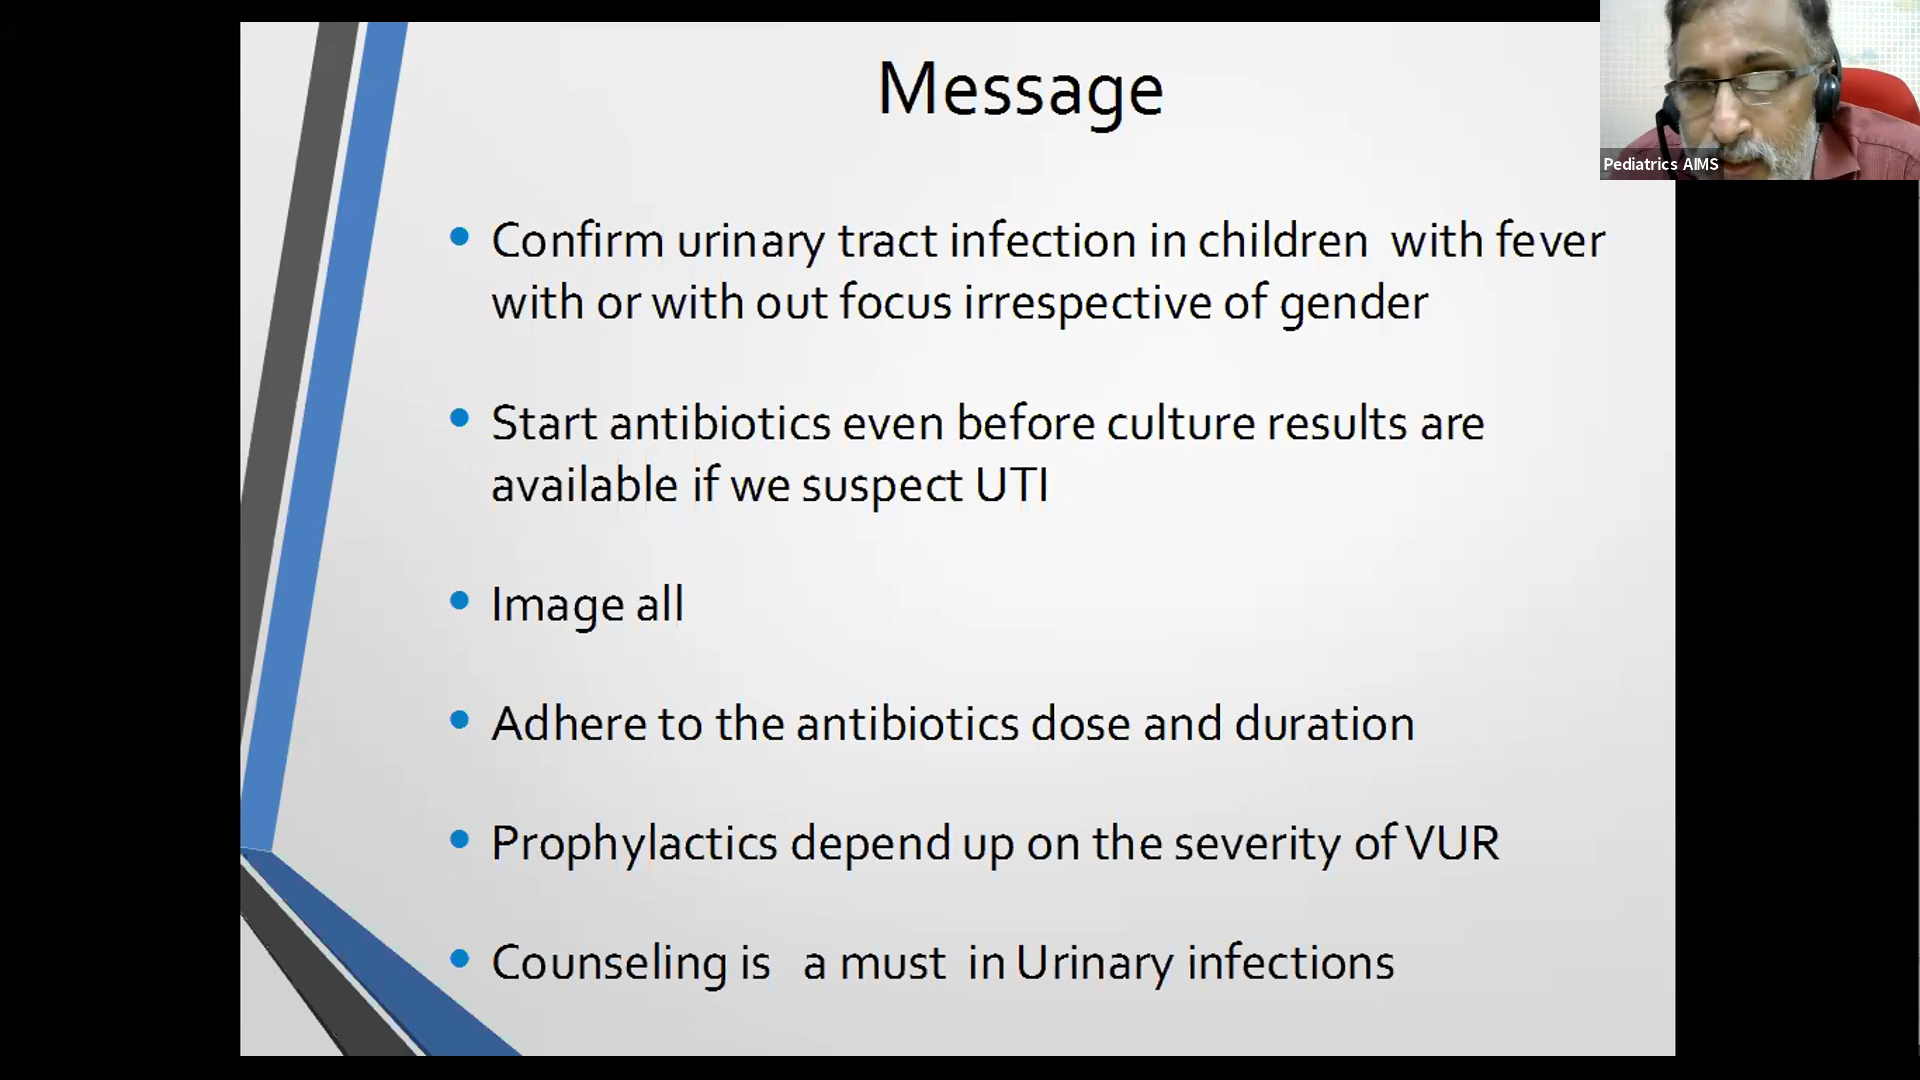 Message
Pediatrics AIMS
Confirm urinary tract infection in children with fever
with or with out focus irrespective of gender
Start antibiotics even before culture results are
available if we suspect UTI
Image all
Adhere to the antibiotics dose and duration
Prophylactics depend up on the severity of VUR
Counseling is a must in Urinary infections